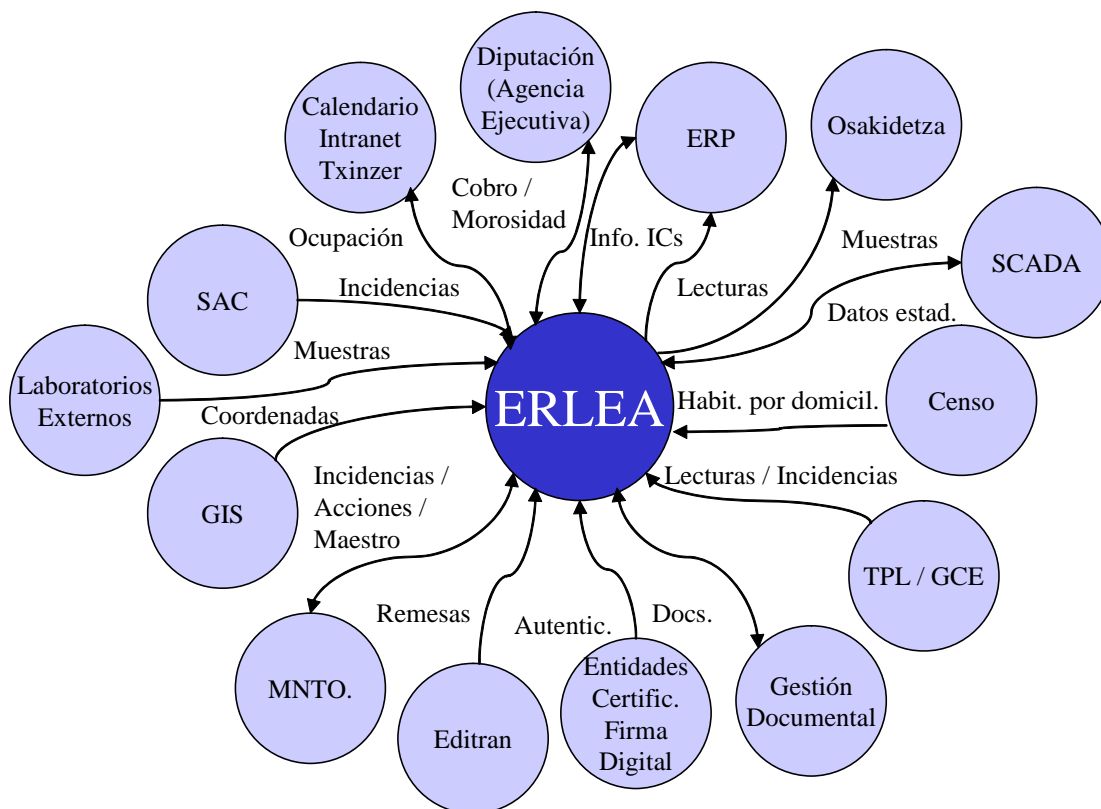 Diputación
(Agencia
Ejecutiva)
Calendario
Intranet
Txinzer
ERP
Osakidetza
Cobro /
Morosidad
Ocupación
Info. ICs
Muestras
SCADA
SAC
Incidencias
Lecturas
Datos estad.
Muestras
Laboratorios
Externos
ERLEA
Habit. por domicil.
Censo
Coordenadas
GIS
Incidencias /
Acciones /
Maestro
Lecturas / Incidencias
TPL / GCE
Remesas
Autentic.
Docs.
MNTO.
Editran
Entidades
Certific.
Firma
Digital
Gestión
Documental